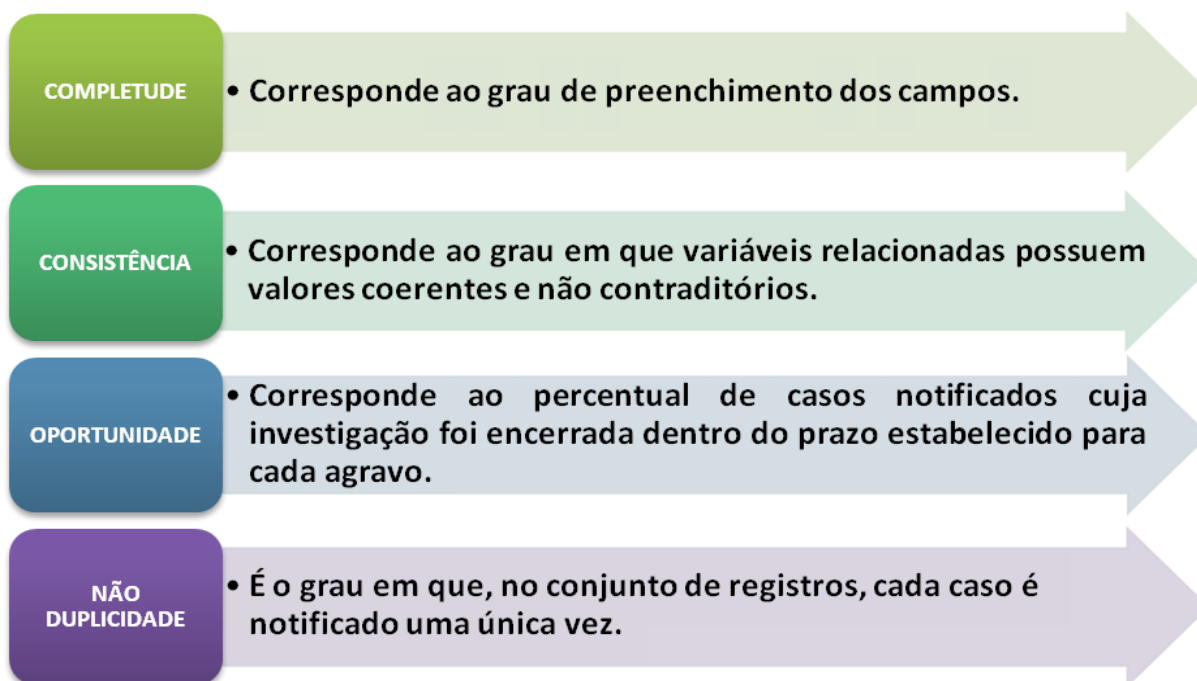 COMPLETUDE
• Corresponde ao grau de preenchimento dos campos.
CONSISTÊNCIA
• Corresponde ao grau em que variáveis relacionadas possuem
valores coerentes e não contraditórios.
OPORTUNIDADE
• Corresponde ao percentual de casos notificados cuja
investigação foi encerrada dentro do prazo estabelecido para
cada agravo.
NÃO
DUPLICIDADE
• É o grau em que, no conjunto de registros, cada caso é
notificado uma única vez.